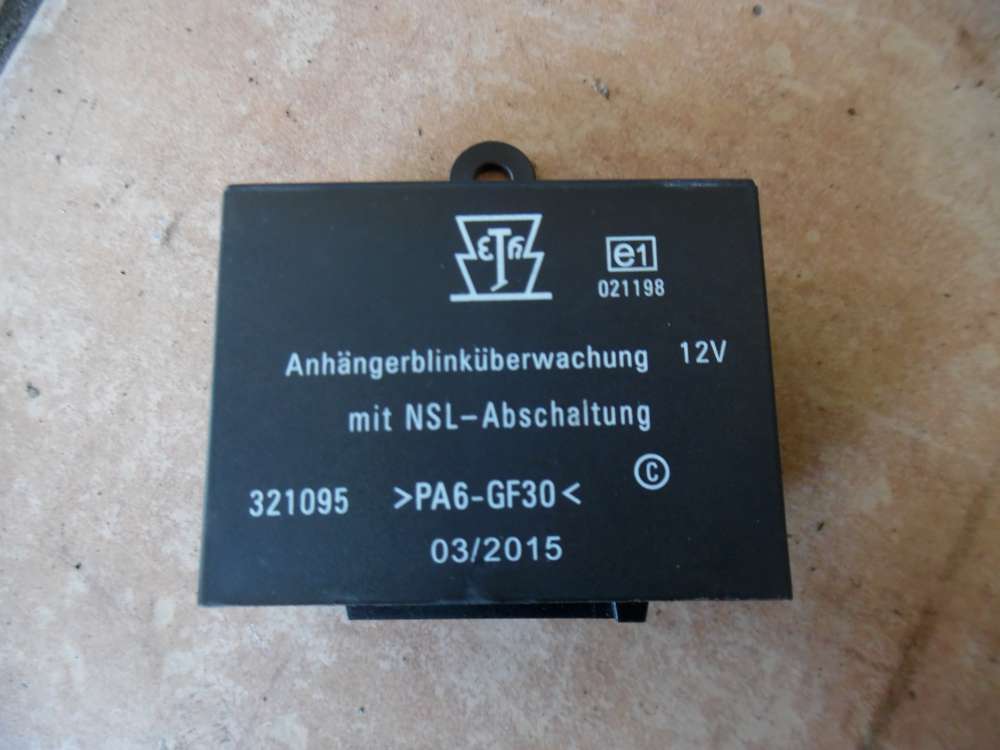 e1
021198
Anhängerblinküberwachung 12V
mit NSL-Abschaltung
©
321095 >PA6-GF30<
03/2015